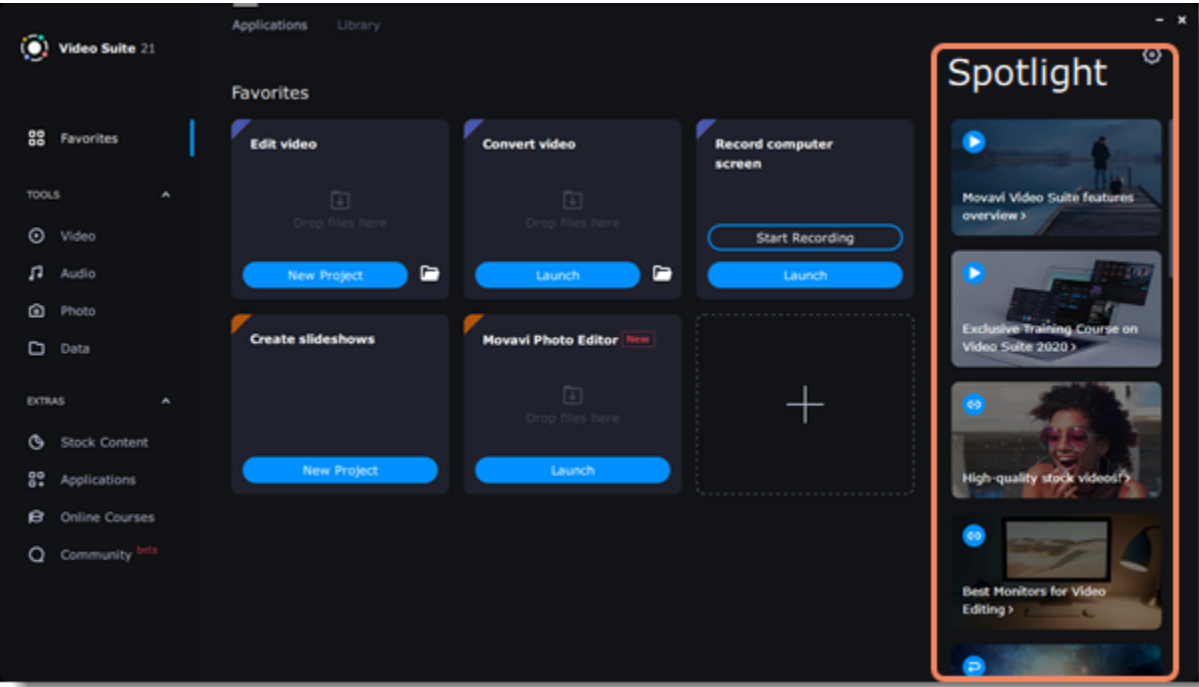 Applications Library
Video Suite 21
Spotlight
Favorites
Favorites
TOOLS
Video
Audio
Photo
Data
EXTRAS
Stock Content
Applications
Online Courses
Community beta
Edit video
Drop files here
New Project
Convert video
Drop files here
Launch
Record computer
screen
Start Recording
Launch
Create slideshows
New Project
Movavi Photo Editor New
Drop files here
Launch
Movavi Video Suite features
overview >
Exclusive Training Course on
Video Suite 2020 >
High-quality stock videos! >
Best Monitors for Video
Editing >